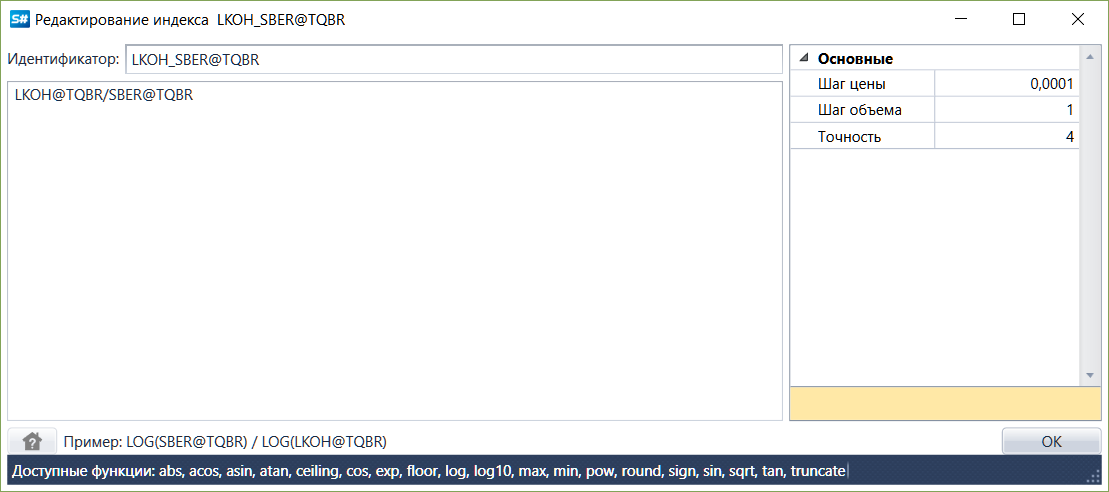 S# Редактирование индекса LKOH_SBER@TQBR
Идентификатор: LKOH_SBER@TQBR
LKOH@TQBR/SBER@TQBR
Основные
Шаг цены 0,0001
Шаг объема 1
Точность 4
Пример: LOG(SBER@TQBR) / LOG(LKOH@TQBR)
OK
Доступные функции: abs, acos, asin, atan, ceiling, cos, exp, floor, log, log10, max, min, pow, round, sign, sin, sqrt, tan, truncate